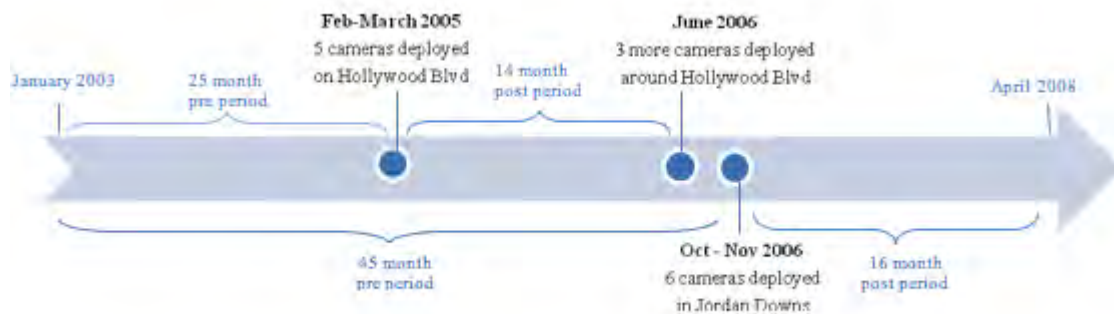 Feb-March 2005
5 cameras deployed
on Hollywood Blvd
June 2006
3 more cameras deployed
around Hollywood Blvd
January 2003
25 month
pre period
14 month
post period
April 2008
45 month
pre period
Oct - Nov 2006
6 cameras deployed
in Jordan Downs
16 month
post period